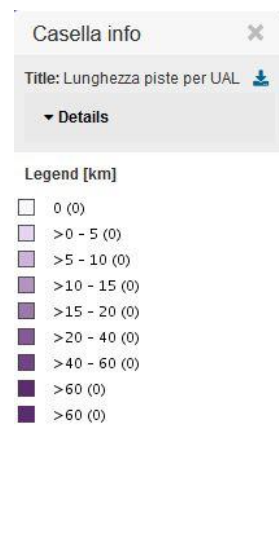 Casella info
Title: Lunghezza piste per UAL
Details
Legend [km]
0 (0)
>0 - 5 (0)
>5 - 10 (0)
>10 - 15 (0)
>15 - 20 (0)
>20 - 40 (0)
>40 - 60 (0)
>60 (0)
>60 (0)